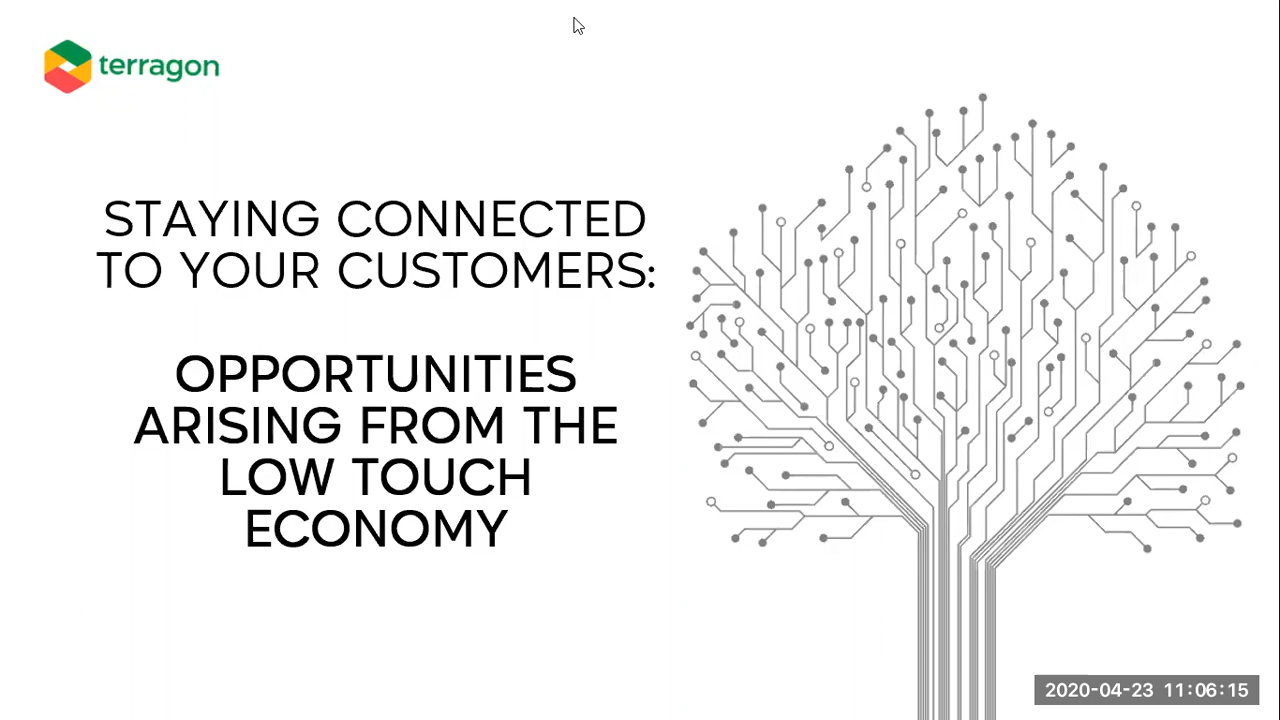 terragon
STAYING CONNECTED
TO YOUR CUSTOMERS:
OPPORTUNITIES
ARISING FROM THE
LOW TOUCH
ECONOMY
2020-04-23 11:06:15